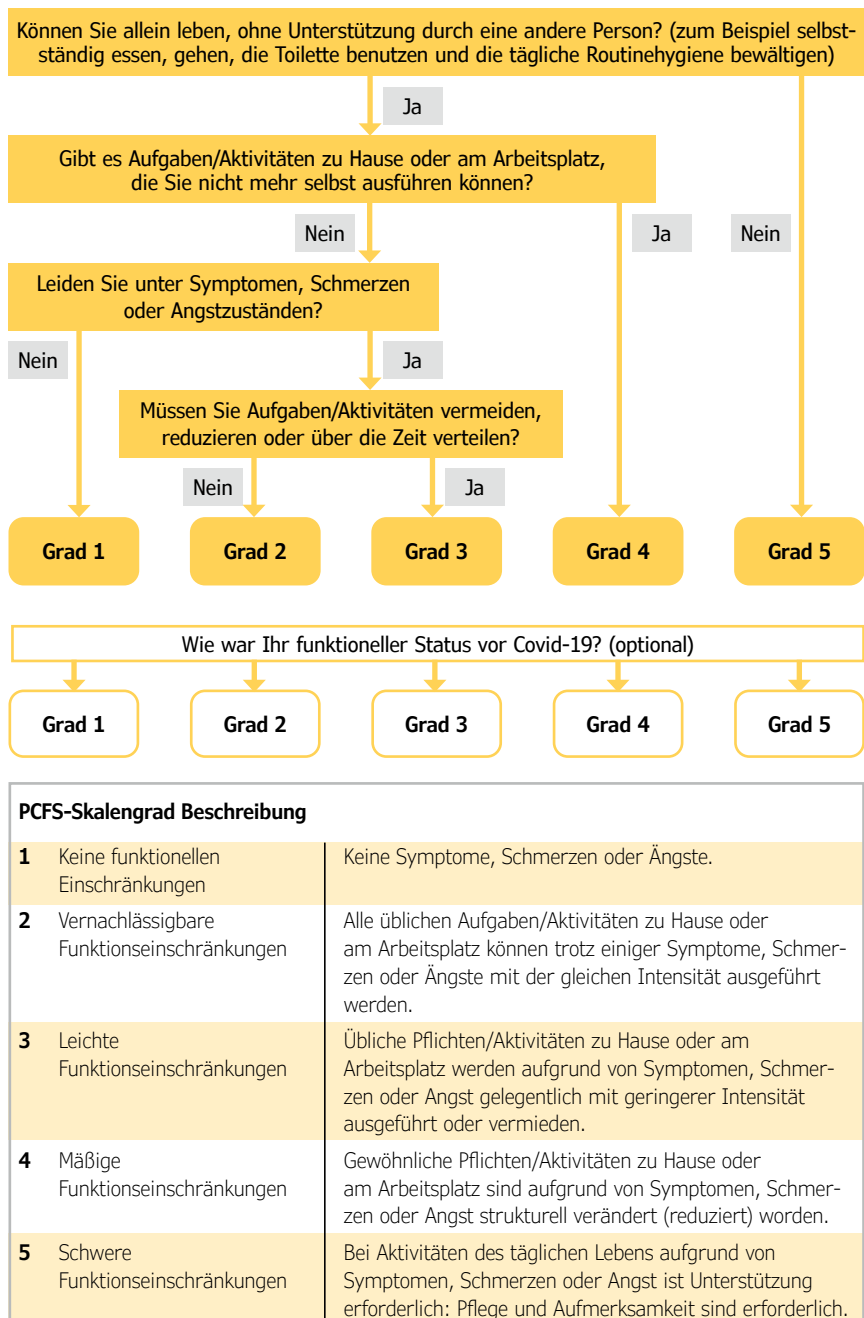 Können Sie allein leben, ohne Unterstützung durch eine andere Person? (zum Beispiel selbst-
ständig essen, gehen, die Toilette benutzen und die tägliche Routinehygiene bewältigen)
Ja
Gibt es Aufgaben/Aktivitäten zu Hause oder am Arbeitsplatz,
die Sie nicht mehr selbst ausführen können?
Nein
Ja
Nein
Leiden Sie unter Symptomen, Schmerzen
oder Angstzuständen?
Nein
Ja
Müssen Sie Aufgaben/Aktivitäten vermeiden,
reduzieren oder über die Zeit verteilen?
Nein
Ja
Grad 1
Grad 2
Grad 3
Grad 4
Grad 5
Wie war Ihr funktioneller Status vor Covid-19? (optional)
Grad 1
Grad 2
Grad 3
Grad 4
Grad 5
PCFS-Skalengrad Beschreibung
1 Keine funktionellen
Einschränkungen
Keine Symptome, Schmerzen oder Ängste.
2 Vernachlässigbare
Funktionseinschränkungen
Alle üblichen Aufgaben/Aktivitäten zu Hause oder
am Arbeitsplatz können trotz einiger Symptome, Schmer-
zen oder Ängste mit der gleichen Intensität ausgeführt
werden.
3 Leichte
Funktionseinschränkungen
Übliche Pflichten/Aktivitäten zu Hause oder am
Arbeitsplatz werden aufgrund von Symptomen, Schmer-
zen oder Angst gelegentlich mit geringerer Intensität
ausgeführt oder vermieden.
4 Mäßige
Funktionseinschränkungen
Gewöhnliche Pflichten/Aktivitäten zu Hause oder
am Arbeitsplatz sind aufgrund von Symptomen, Schmer-
zen oder Angst strukturell verändert (reduziert) worden.
5 Schwere
Funktionseinschränkungen
Bei Aktivitäten des täglichen Lebens aufgrund von
Symptomen, Schmerzen oder Angst ist Unterstützung
erforderlich: Pflege und Aufmerksamkeit sind erforderlich.